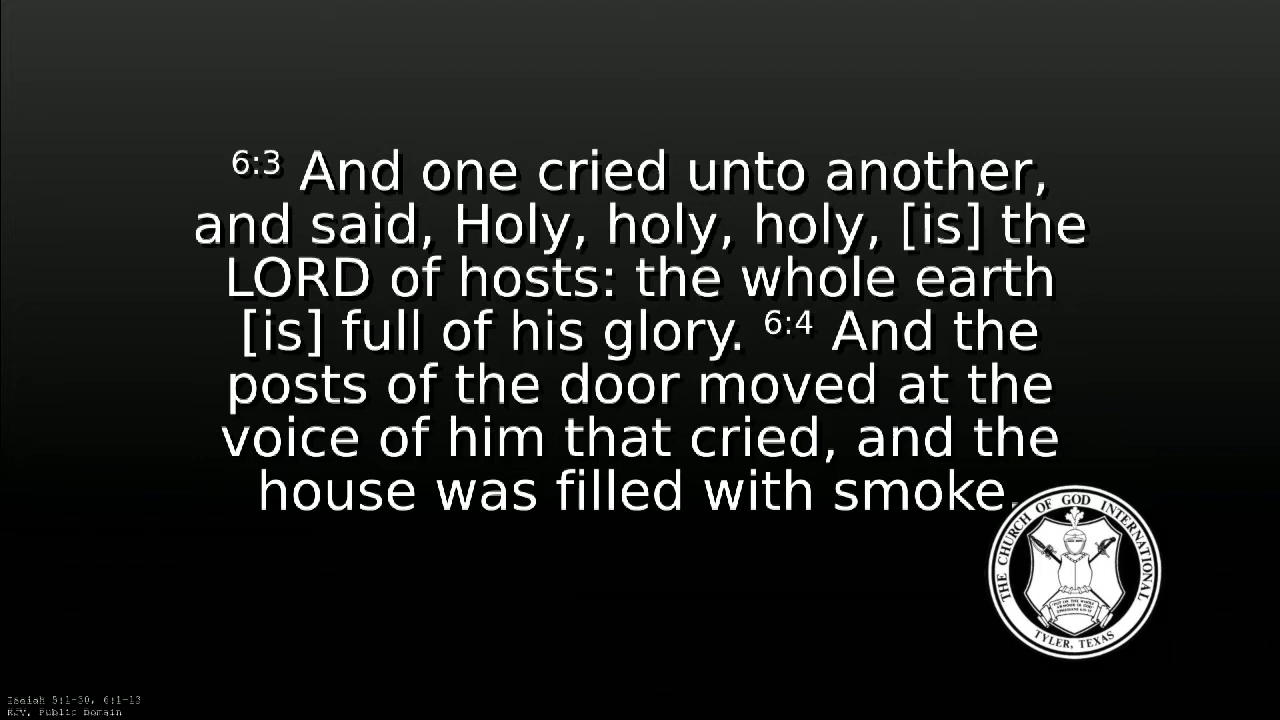 6:3 And one cried unto another,
and said, Holy, holy, holy, [is] the
LORD of hosts: the whole earth
[is] full of his glory. 6:4 And the
posts of the door moved at the
voice of him that cried, and the
house was filled with smoke.
THE CHURCH OF GOD INTERNATIONAL
TYLER, TEXAS
Isaiah 5:1-30, 6:1-13
KJV, Public Domain